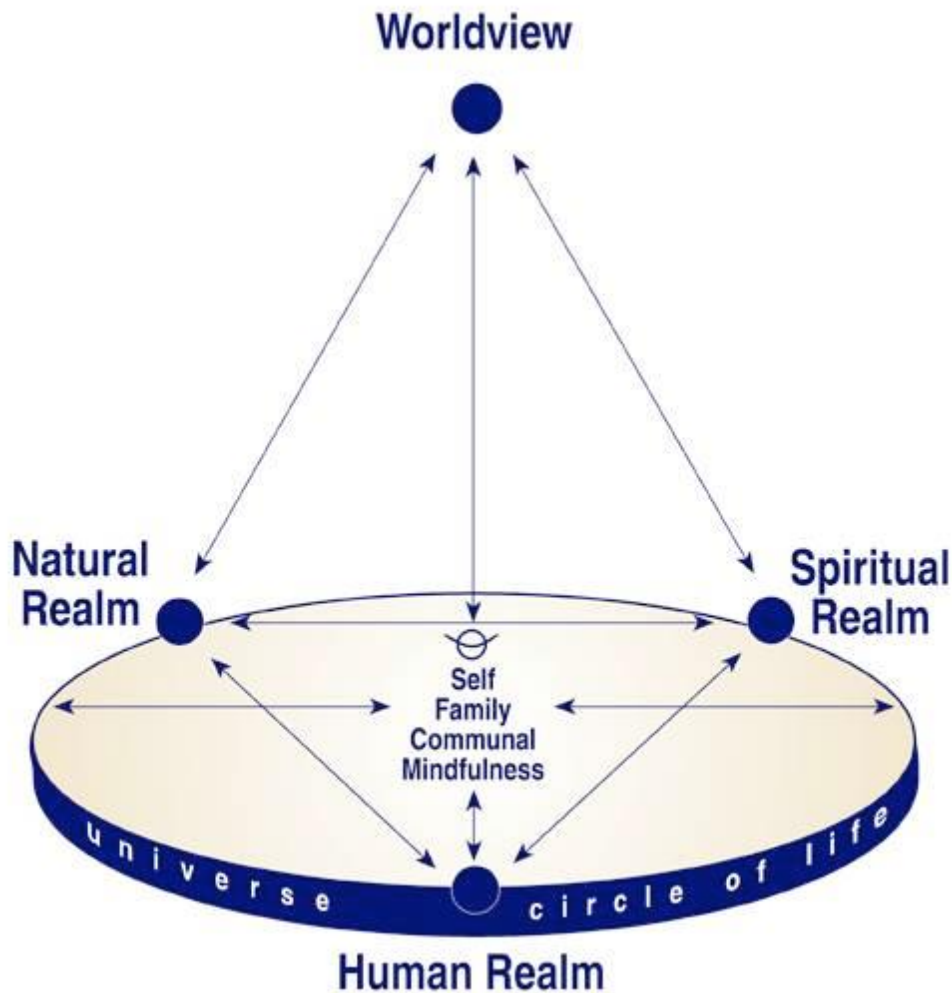 Worldview
Natural
Realm
Spiritual
Realm
Self
Family
Communal
Mindfulness
universe circle of life
Human Realm